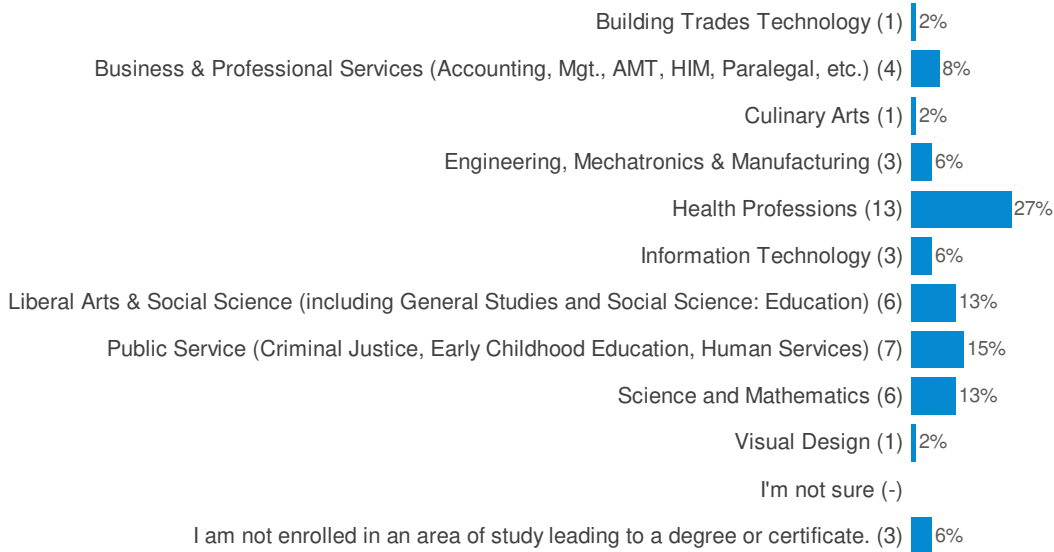 Building Trades Technology (1) 2%
Business & Professional Services (Accounting, Mgt., AMT, HIM, Paralegal, etc.) (4) 8%
Culinary Arts (1) 2%
Engineering, Mechatronics & Manufacturing (3) 6%
Health Professions (13) 27%
Information Technology (3) 6%
Liberal Arts & Social Science (including General Studies and Social Science: Education) (6) 13%
Public Service (Criminal Justice, Early Childhood Education, Human Services) (7) 15%
Science and Mathematics (6) 13%
Visual Design (1) 2%
I'm not sure (-)
I am not enrolled in an area of study leading to a degree or certificate. (3) 6%